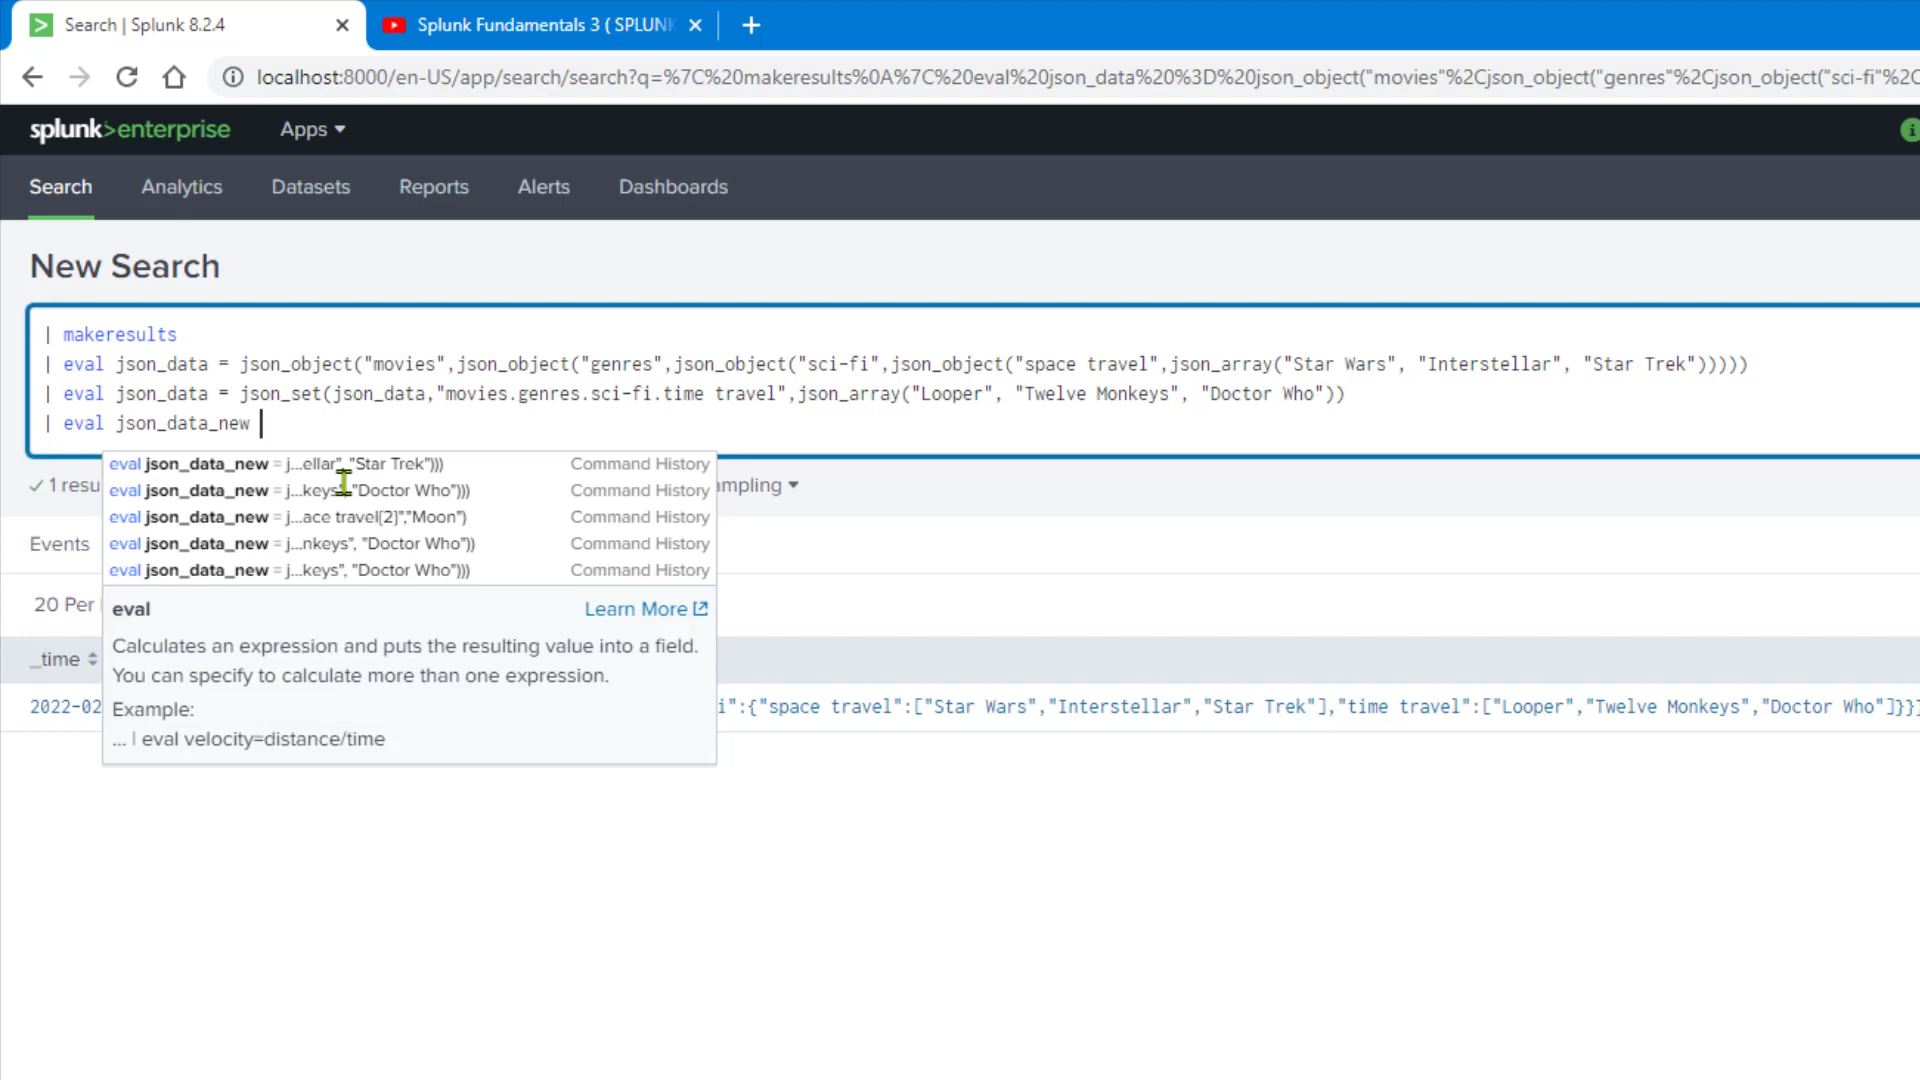 Search | Splunk 8.2.4
Splunk Fundamentals 3 ( SPLUNK
localhost:8000/en-US/app/search/search?q=%7C%20makeresults%0A%7C%20eval%20json_data%20%3D%20json_object("movies"%2Cjson_object("genres"%2Cjson_object("sci-fi"%2C
splunk>enterprise Apps
Search Analytics Datasets Reports Alerts Dashboards
New Search
| makeresults
| eval json_data = json_object("movies",json_object("genres",json_object("sci-fi",json_object("space travel",json_array("Star Wars", "Interstellar", "Star Trek")))))
| eval json_data = json_set(json_data,"movies.genres.sci-fi.time travel",json_array("Looper", "Twelve Monkeys", "Doctor Who"))
| eval json_data_new
eval json_data_new = j...ellar", "Star Trek"))) Command History
✓ 1 resu
mpling
eval json_data_new = j...keys", "Doctor Who"))) Command History
eval json_data_new = j...ace travel[2]","Moon") Command History
Events
eval json_data_new = j...nkeys", "Doctor Who")) Command History
eval json_data_new = j...keys", "Doctor Who"))) Command History
20 Per
eval Learn More
Calculates an expression and puts the resulting value into a field.
You can specify to calculate more than one expression.
_time
Example:
... | eval velocity=distance/time
2022-02
i":{"space travel":["Star Wars","Interstellar","Star Trek"],"time travel":["Looper","Twelve Monkeys","Doctor Who"]}}